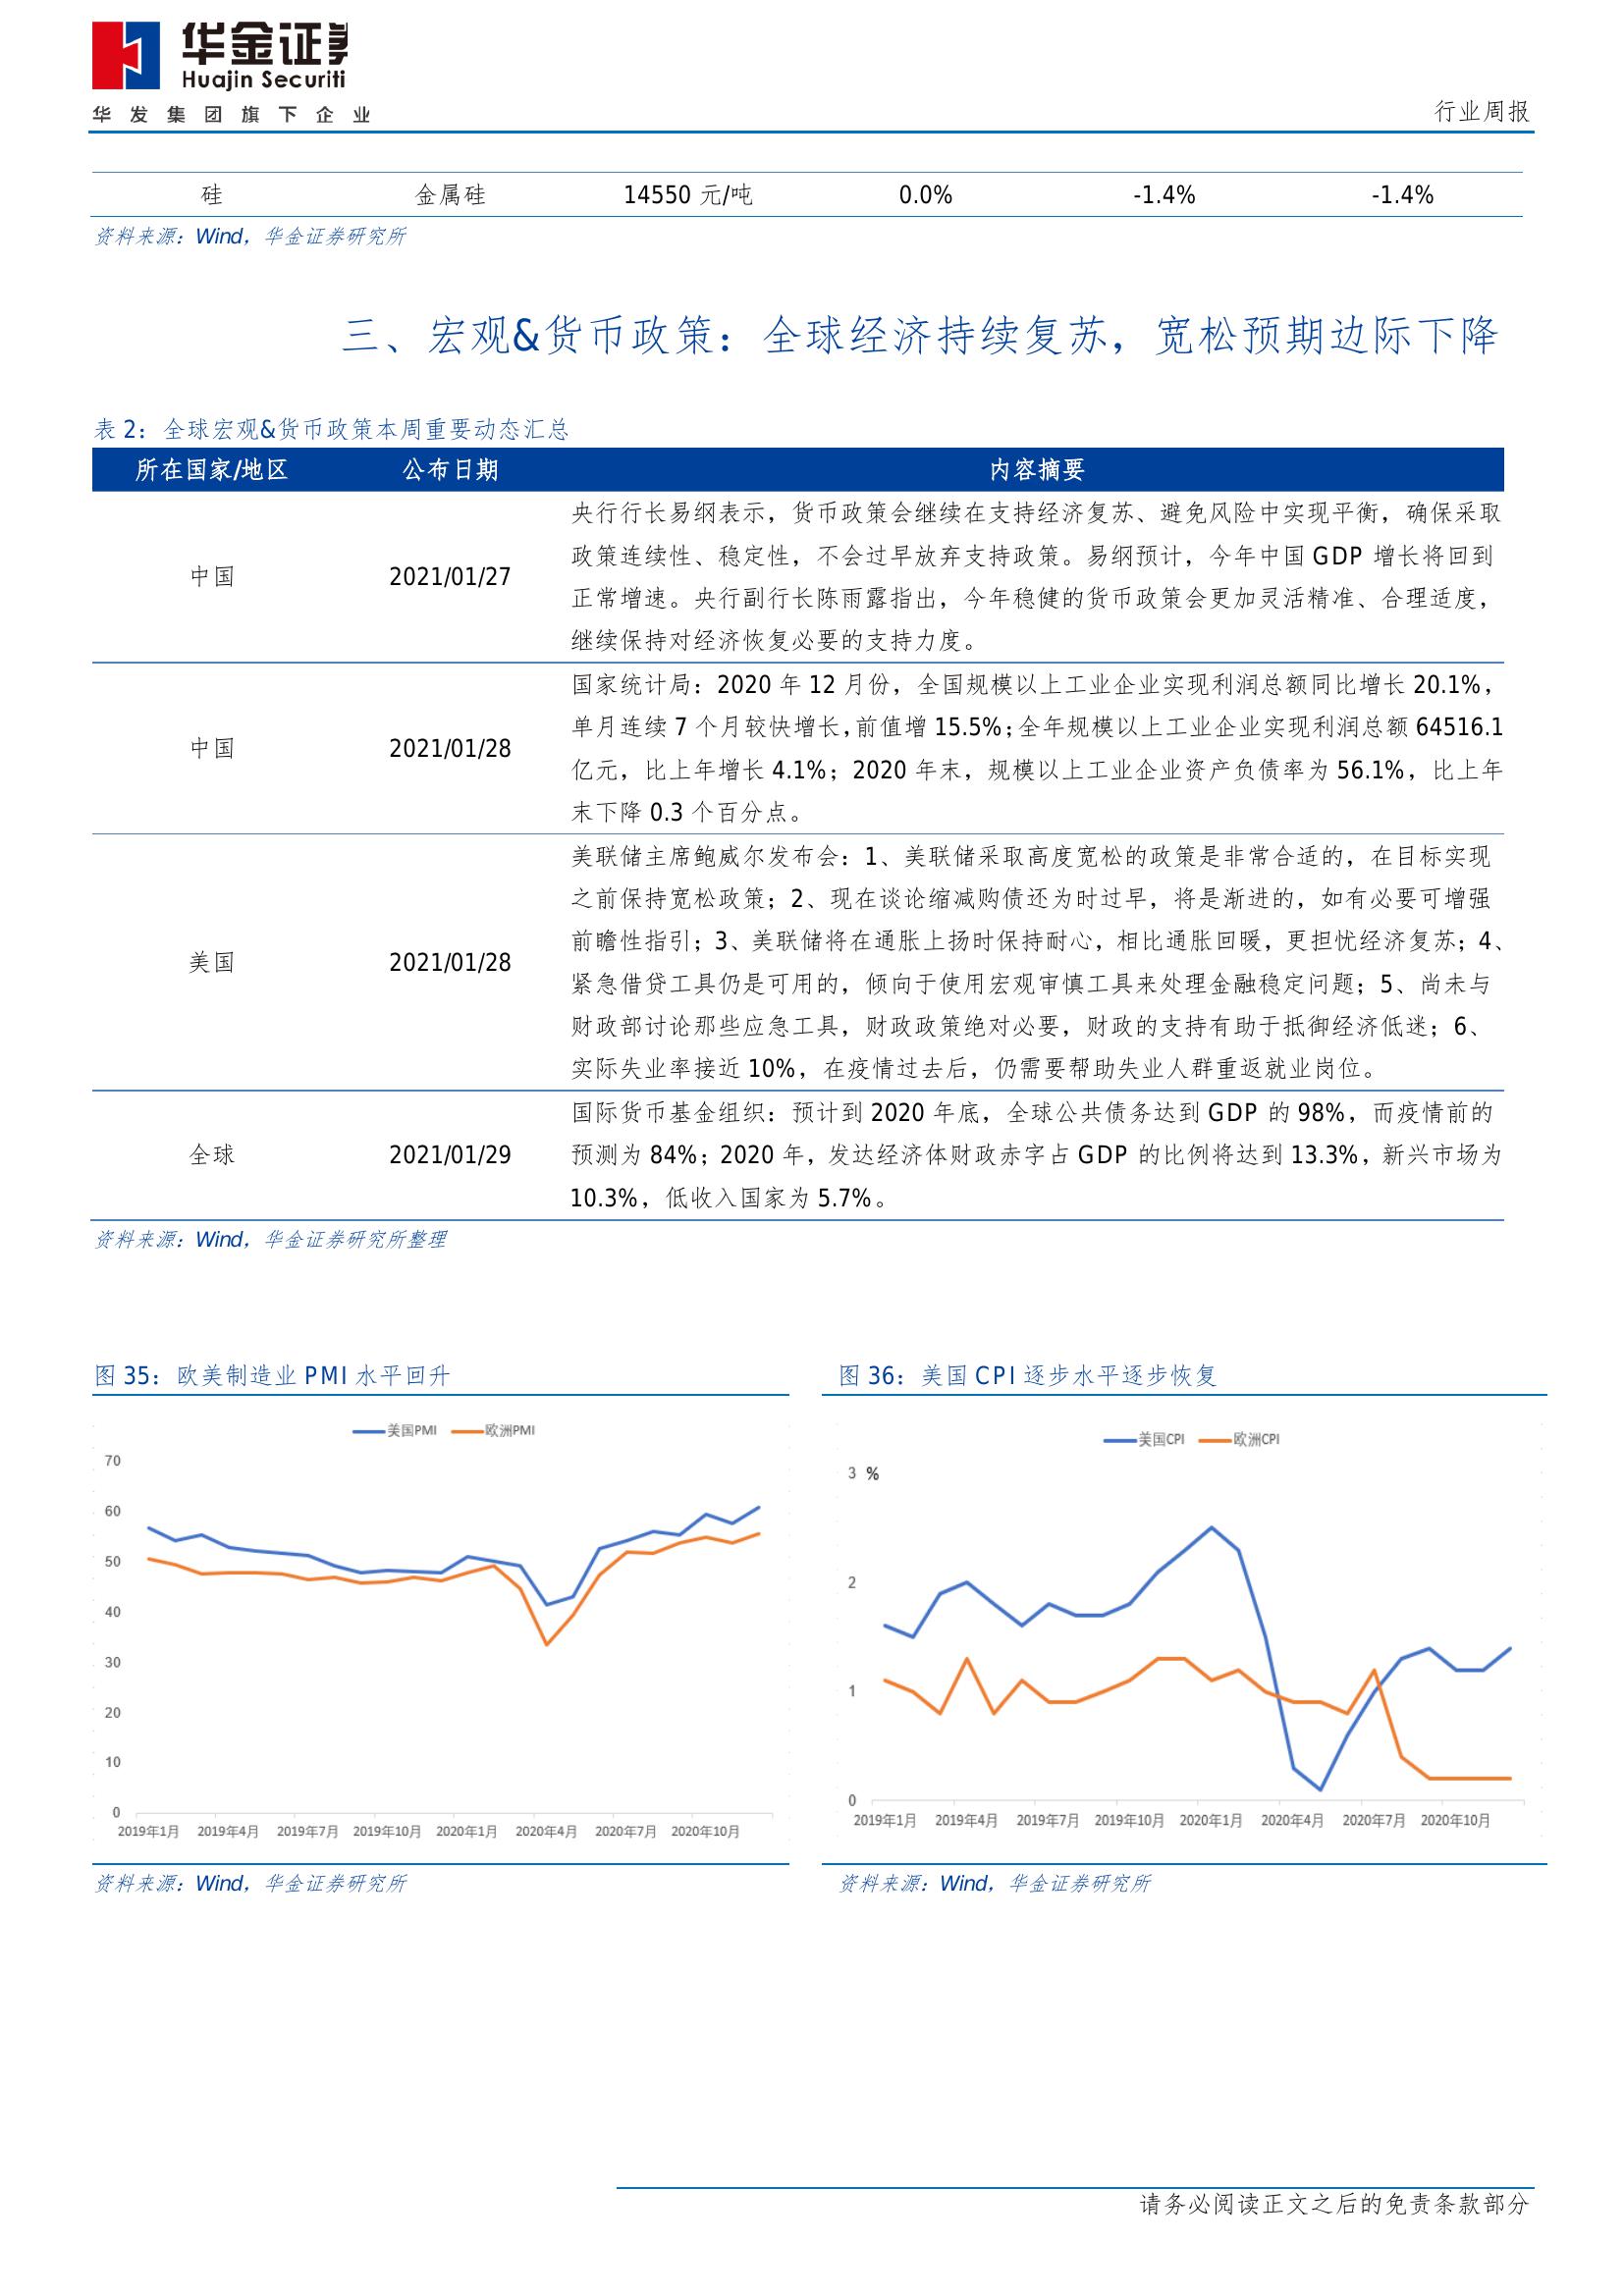 华金证券
Huajin Securiti
华发集团旗下企业
行业周报
硅 金属硅 14550 元/吨 0.0% -1.4% -1.4%
资料来源：Wind，华金证券研究所
三、宏观&货币政策：全球经济持续复苏，宽松预期边际下降
表 2：全球宏观&货币政策本周重要动态汇总
所在国家/地区 公布日期 内容摘要
中国 2021/01/27
央行行长易纲表示，货币政策会继续在支持经济复苏、避免风险中实现平衡，确保采取
政策连续性、稳定性，不会过早放弃支持政策。易纲预计，今年中国 GDP 增长将回到
正常增速。央行副行长陈雨露指出，今年稳健的货币政策会更加灵活精准、合理适度，
继续保持对经济恢复必要的支持力度。
中国 2021/01/28
国家统计局：2020 年 12 月份，全国规模以上工业企业实现利润总额同比增长 20.1%，
单月连续 7 个月较快增长，前值增 15.5%；全年规模以上工业企业实现利润总额 64516.1
亿元，比上年增长 4.1%；2020 年末，规模以上工业企业资产负债率为 56.1%，比上年
末下降 0.3 个百分点。
美国 2021/01/28
美联储主席鲍威尔发布会：1、美联储采取高度宽松的政策是非常合适的，在目标实现
之前保持宽松政策；2、现在谈论缩减购债还为时过早，将是渐进的，如有必要可增强
前瞻性指引；3、美联储将在通胀上扬时保持耐心，相比通胀回暖，更担忧经济复苏；4、
紧急借贷工具仍是可用的，倾向于使用宏观审慎工具来处理金融稳定问题；5、尚未与
财政部讨论那些应急工具，财政政策绝对必要，财政的支持有助于抵御经济低迷；6、
实际失业率接近 10%，在疫情过去后，仍需要帮助失业人群重返就业岗位。
全球 2021/01/29
国际货币基金组织：预计到 2020 年底，全球公共债务达到 GDP 的 98%，而疫情前的
预测为 84%；2020 年，发达经济体财政赤字占 GDP 的比例将达到 13.3%，新兴市场为
10.3%，低收入国家为 5.7%。
资料来源：Wind，华金证券研究所整理
图 35：欧美制造业 PMI 水平回升
美国PMI 欧洲PMI
70
60
50
40
30
20
10
0
2019年1月 2019年4月 2019年7月 2019年10月 2020年1月 2020年4月 2020年7月 2020年10月
资料来源：Wind，华金证券研究所
图 36：美国 CPI 逐步水平逐步恢复
美国CPI 欧洲CPI
3 %
2
1
0
2019年1月 2019年4月 2019年7月 2019年10月 2020年1月 2020年4月 2020年7月 2020年10月
资料来源：Wind，华金证券研究所
请务必阅读正文之后的免责条款部分